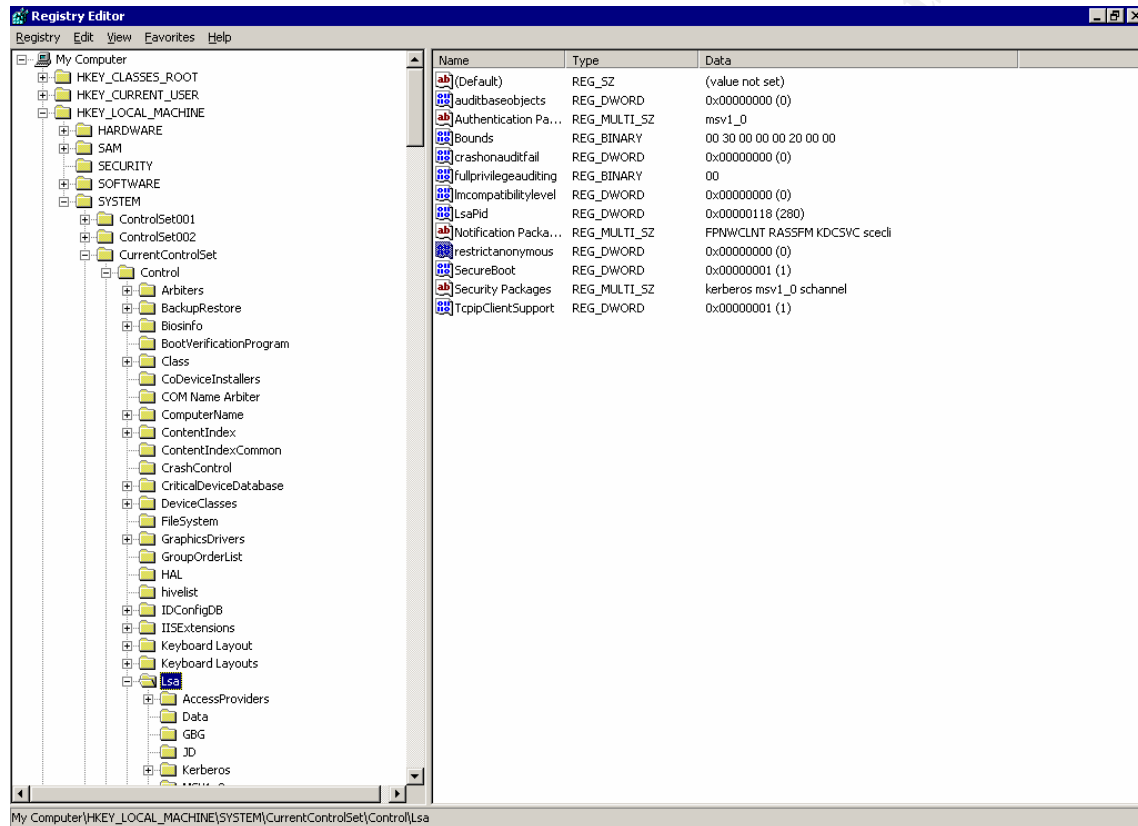 Registry Editor
Registry Edit View Favorites Help
My Computer
HKEY_CLASSES_ROOT
HKEY_CURRENT_USER
HKEY_LOCAL_MACHINE
HARDWARE
SAM
SECURITY
SOFTWARE
SYSTEM
ControlSet001
ControlSet002
CurrentControlSet
Control
Arbiters
BackupRestore
Biosinfo
BootVerificationProgram
Class
CoDeviceInstallers
COM Name Arbiter
ComputerName
ContentIndex
ContentIndexCommon
CrashControl
CriticalDeviceDatabase
DeviceClasses
FileSystem
GraphicsDrivers
GroupOrderList
HAL
hivelist
IDConfigDB
IISExtensions
Keyboard Layout
Keyboard Layouts
Lsa
AccessProviders
Data
GBG
JD
Kerberos
Name Type Data
(Default) REG_SZ (value not set)
auditbaseobjects REG_DWORD 0x00000000 (0)
Authentication Pa... REG_MULTI_SZ msv1_0
Bounds REG_BINARY 00 30 00 00 00 20 00 00
crashonauditfail REG_DWORD 0x00000000 (0)
fullprivilegeauditing REG_BINARY 00
lmcompatibilitylevel REG_DWORD 0x00000000 (0)
LsaPid REG_DWORD 0x00000118 (280)
Notification Packa... REG_MULTI_SZ FPNWCLNT RASSFM KDCSVC scecli
restrictanonymous REG_DWORD 0x00000000 (0)
SecureBoot REG_DWORD 0x00000001 (1)
Security Packages REG_MULTI_SZ kerberos msv1_0 schannel
TcpipClientSupport REG_DWORD 0x00000001 (1)
My Computer\HKEY_LOCAL_MACHINE\SYSTEM\CurrentControlSet\Control\Lsa